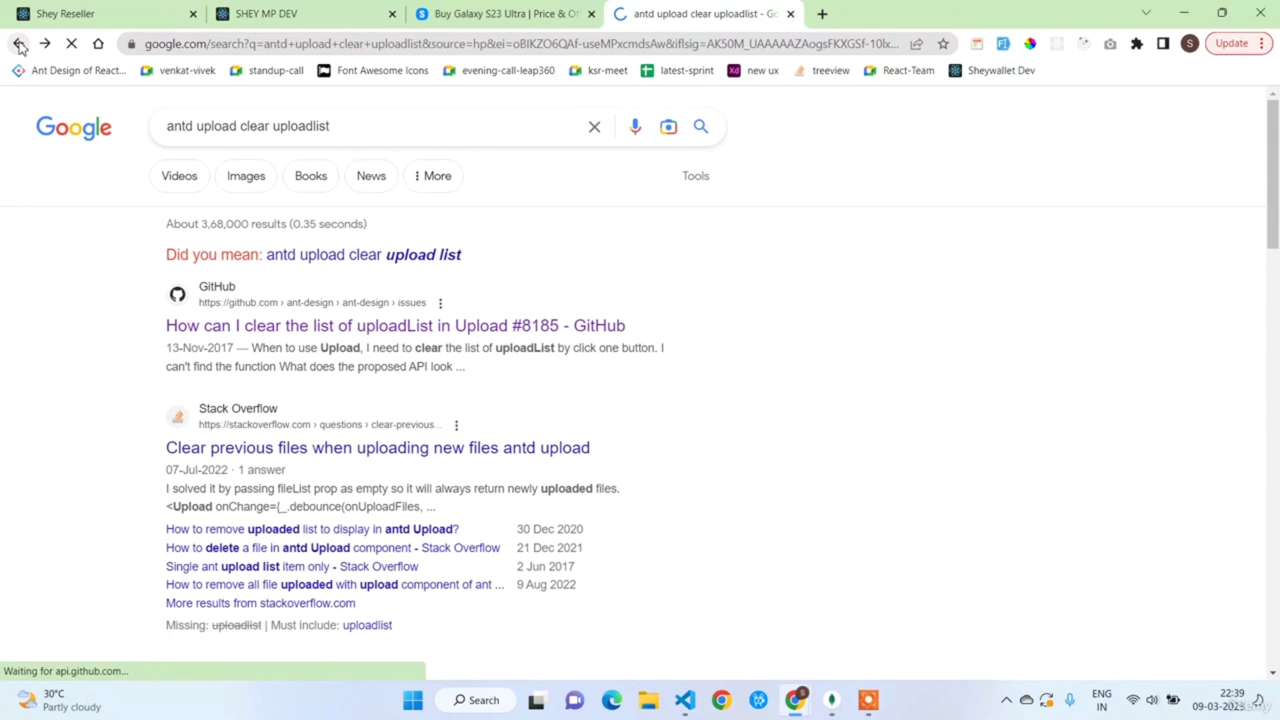 Shey Reseller
SHEY MP DEV
Buy Galaxy S23 Ultra | Price & Of
antd upload clear uploadlist - Go
google.com/search?q=antd+upload+clear+uploadlist&source=hp&ei=oBIKZO6QAf-useMPxcmdsAw&iflsig=AK50M_UAAAAAZAogsFKXGSf-10lx...
S
Update
Ant Design of React...
venkat-vivek
standup-call
Font Awesome Icons
evening-call-leap360
ksr-meet
latest-sprint
Xd
new ux
treeview
React-Team
Sheywallet Dev
Google
antd upload clear uploadlist
Videos
Images
Books
News
More
Tools
About 3,68,000 results (0.35 seconds)
Did you mean: antd upload clear upload list
GitHub
https://github.com › ant-design › ant-design › issues
How can I clear the list of uploadList in Upload #8185 - GitHub
13-Nov-2017 — When to use Upload, I need to clear the list of uploadList by click one button. I
can't find the function What does the proposed API look ...
Stack Overflow
https://stackoverflow.com › questions › clear-previous...
Clear previous files when uploading new files antd upload
07-Jul-2022 · 1 answer
I solved it by passing fileList prop as empty so it will always return newly uploaded files.
<Upload onChange={_.debounce(onUploadFiles, ...
How to remove uploaded list to display in antd Upload? 30 Dec 2020
How to delete a file in antd Upload component - Stack Overflow 21 Dec 2021
Single ant upload list item only - Stack Overflow 2 Jun 2017
How to remove all file uploaded with upload component of ant ... 9 Aug 2022
More results from stackoverflow.com
Missing: uploadlist | Must include: uploadlist
Waiting for api.github.com...
30°C
Partly cloudy
Search
S
ENG
IN
22:39
09-03-2023